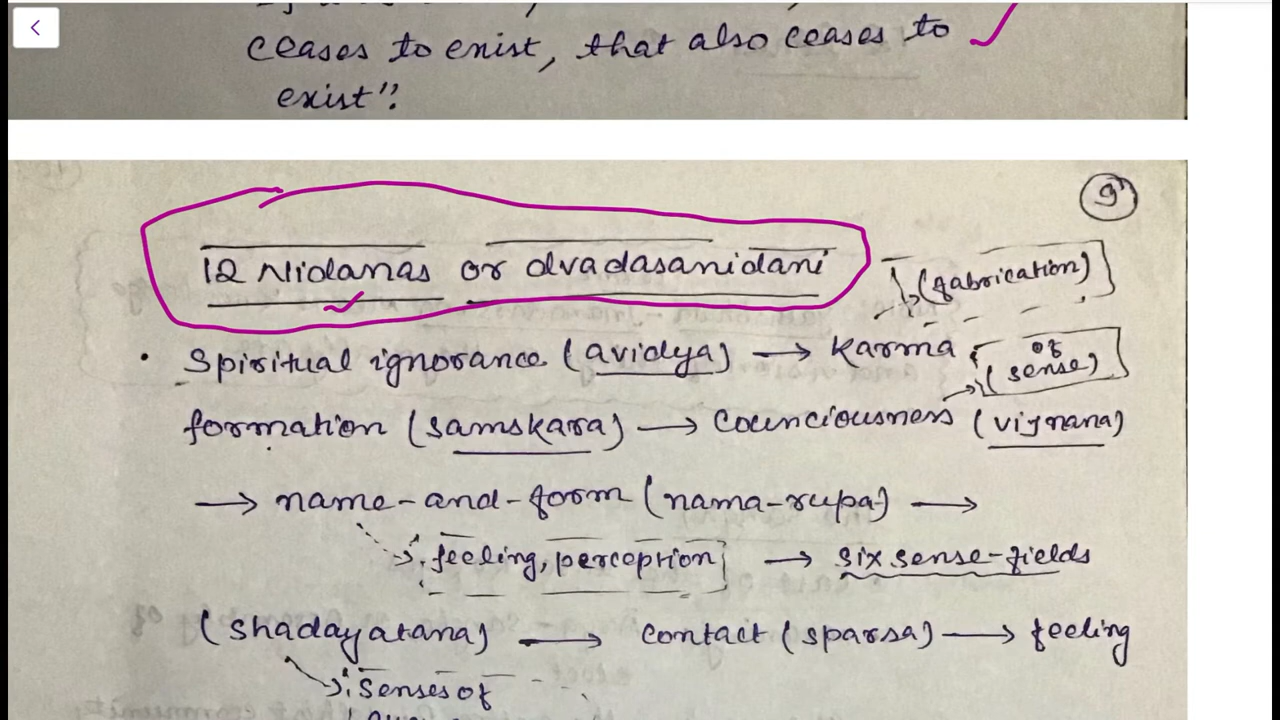 ceases to exist, that also ceases to
exist".
9
12 Nidanas or dvadasanidani
(fabrication)
• Spiritual ignorance (avidya) → Karma
of
(sense)
formation (samskara) → Counciousness (vijnana)
→ name-and-form (nama-rupa) →
feeling, perception → six sense-fields
(shadayatana) → contact (sparsa) → feeling
senses of